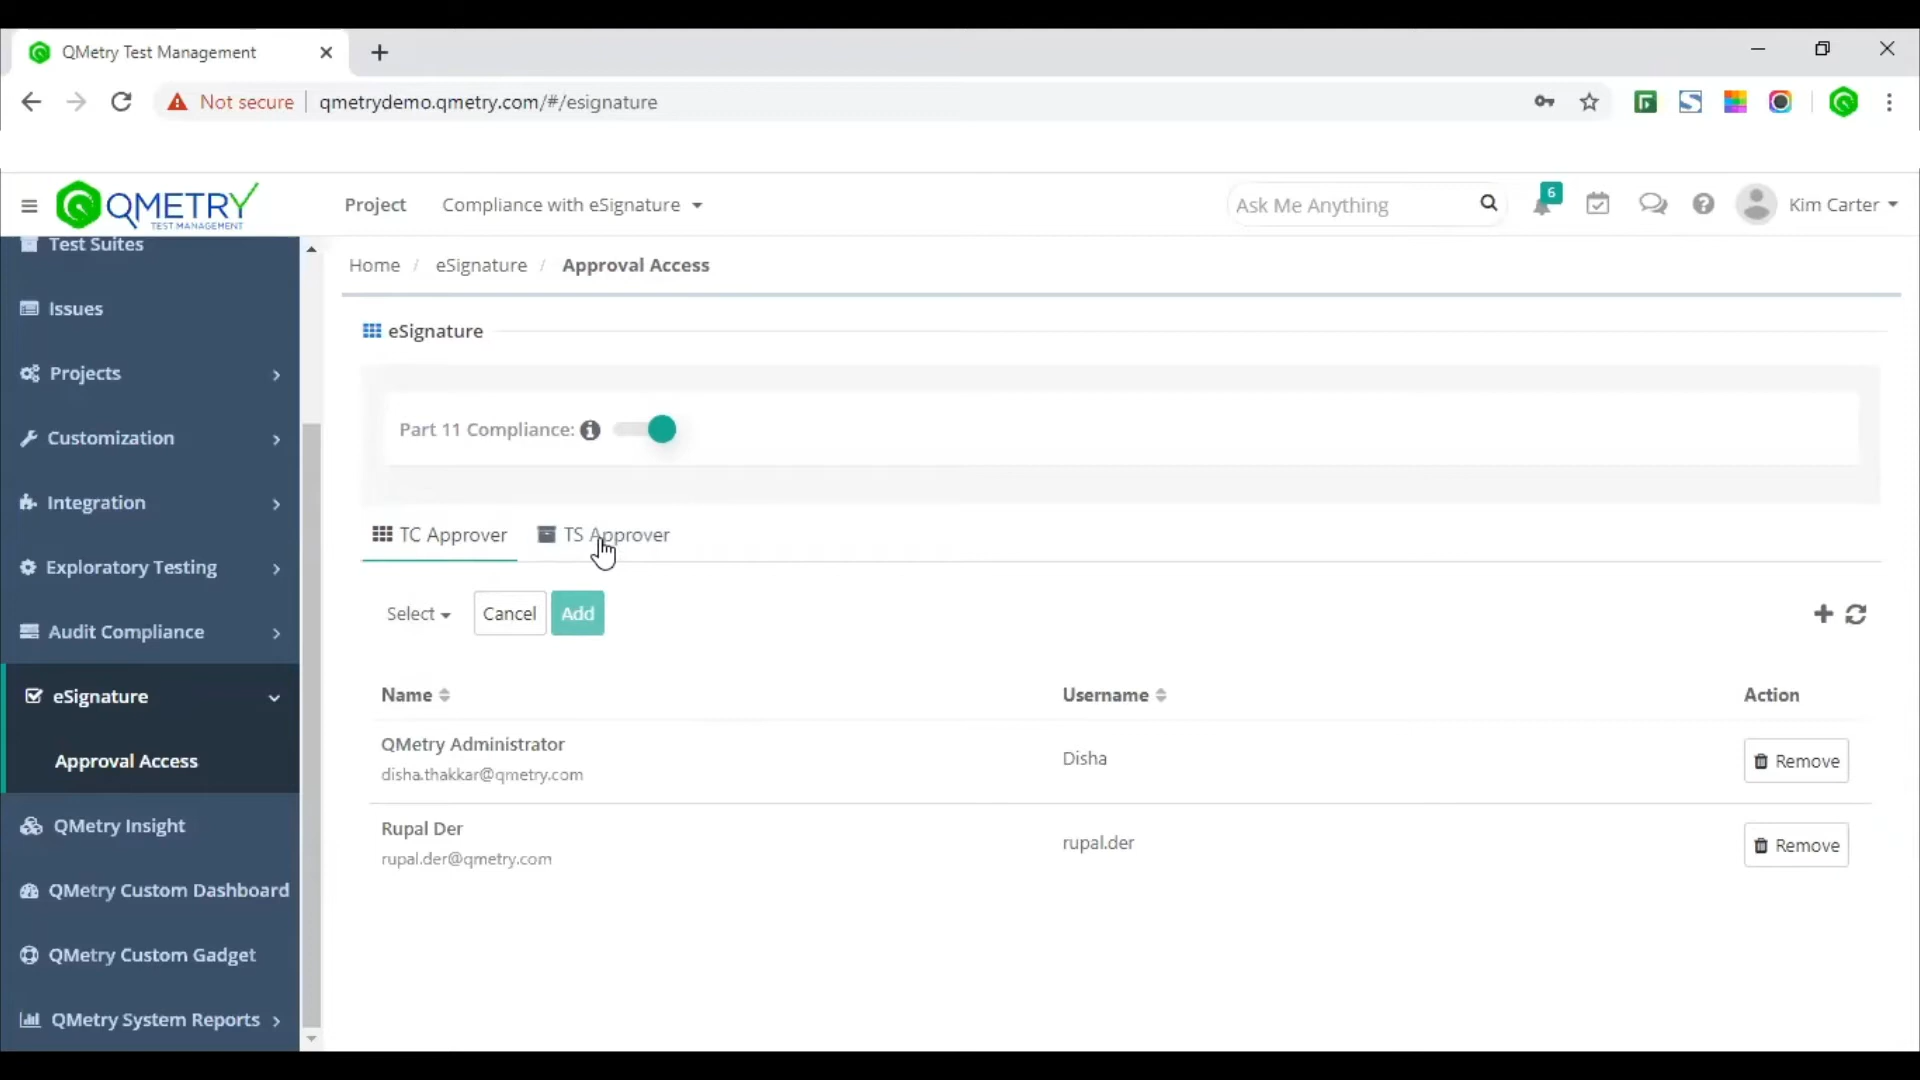 QMetry Test Management
Not secure qmetrydemo.qmetry.com/#/esignature
QMETRY
TEST MANAGEMENT
Project Compliance with eSignature
Ask Me Anything
6
Kim Carter
Test Suites
Issues
Projects
Customization
Integration
Exploratory Testing
Audit Compliance
eSignature
Approval Access
QMetry Insight
QMetry Custom Dashboard
QMetry Custom Gadget
QMetry System Reports
Home / eSignature / Approval Access
eSignature
Part 11 Compliance:
TC Approver TS Approver
Select Cancel Add
Name Username Action
QMetry Administrator
disha.thakkar@qmetry.com
Disha
Remove
Rupal Der
rupal.der@qmetry.com
rupal.der
Remove